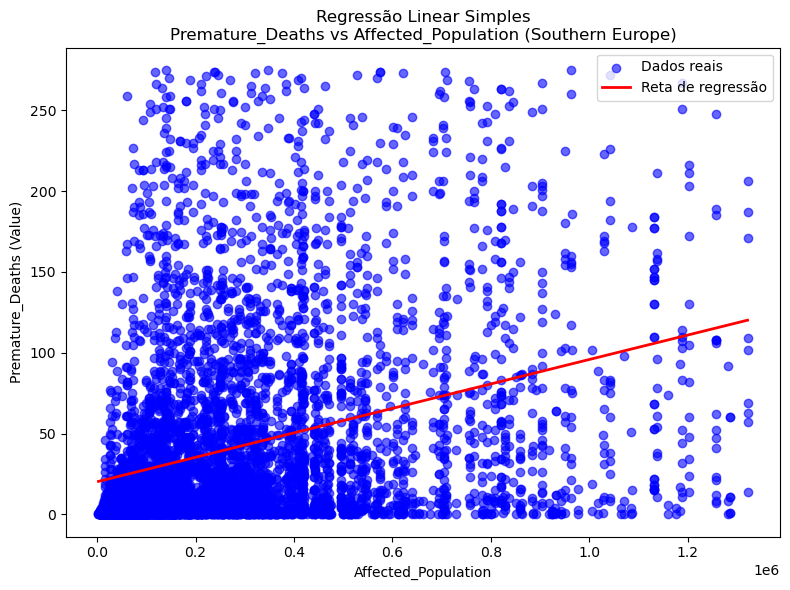 Regressão Linear Simples
Premature_Deaths vs Affected_Population (Southern Europe)
Dados reais
Reta de regressão
Premature_Deaths (Value)
250
200
150
100
50
0
0.0 0.2 0.4 0.6 0.8 1.0 1.2
1e6
Affected_Population